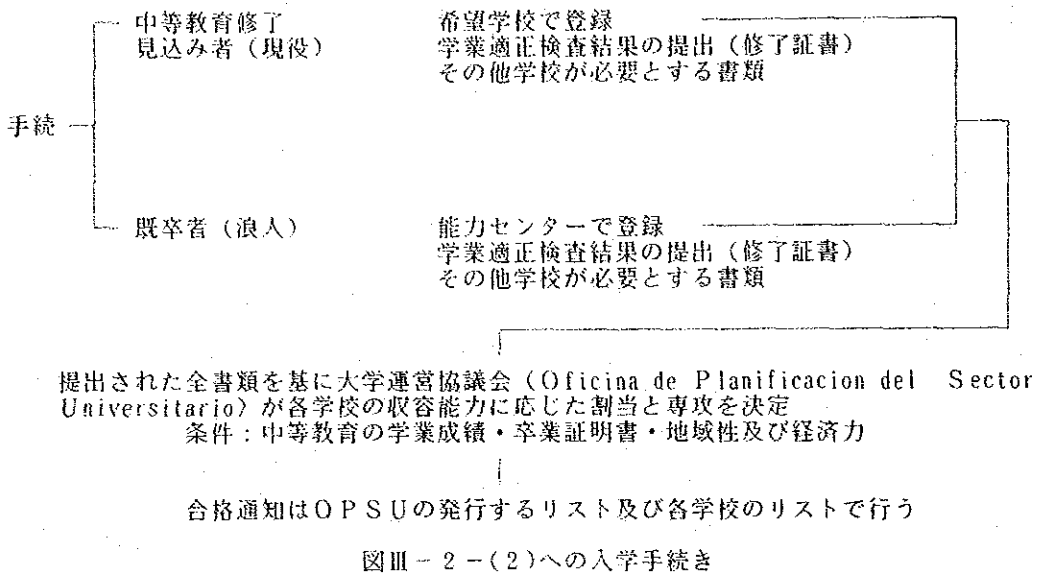 中等教育修了
見込み者（現役）
希望学校で登録
学業適正検査結果の提出（修了証書）
その他学校が必要とする書類
手続
既卒者（浪人）
能力センターで登録
学業適正検査結果の提出（修了証書）
その他学校が必要とする書類
提出された全書類を基に大学運営協議会（Oficina de Planificacion del Sector
Universitario）が各学校の収容能力に応じた割当と専攻を決定
条件：中等教育の学業成績・卒業証明書・地域性及び経済力
合格通知はOPSUの発行するリスト及び各学校のリストで行う
図Ⅲ－2－(2)への入学手続き